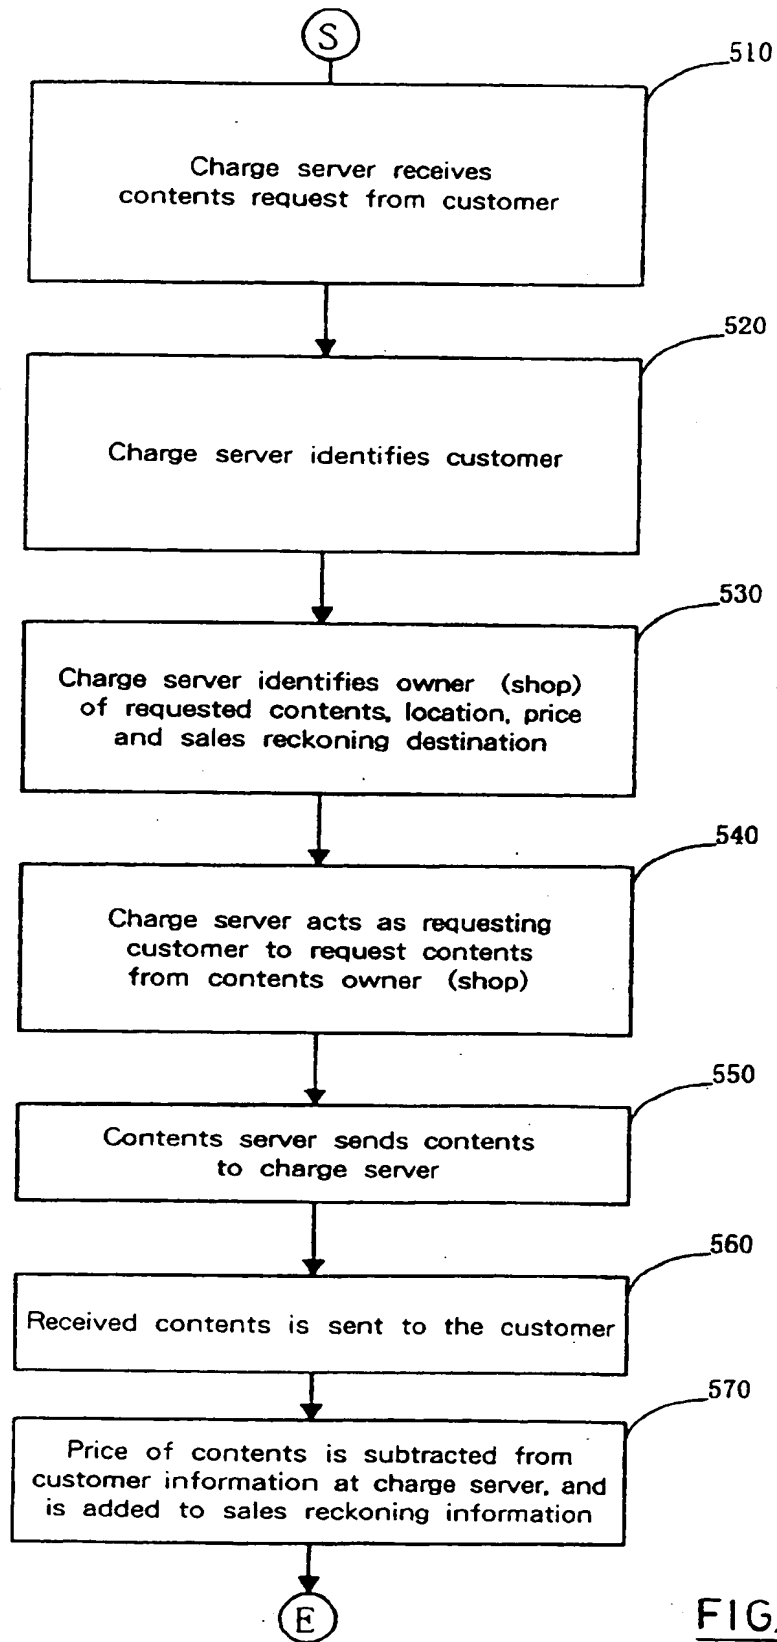 S
510
Charge server receives
contents request from customer
520
Charge server identifies customer
530
Charge server identifies owner (shop)
of requested contents, location, price
and sales reckoning destination
540
Charge server acts as requesting
customer to request contents
from contents owner (shop)
550
Contents server sends contents
to charge server
560
Received contents is sent to the customer
570
Price of contents is subtracted from
customer information at charge server, and
is added to sales reckoning information
E
FIG.